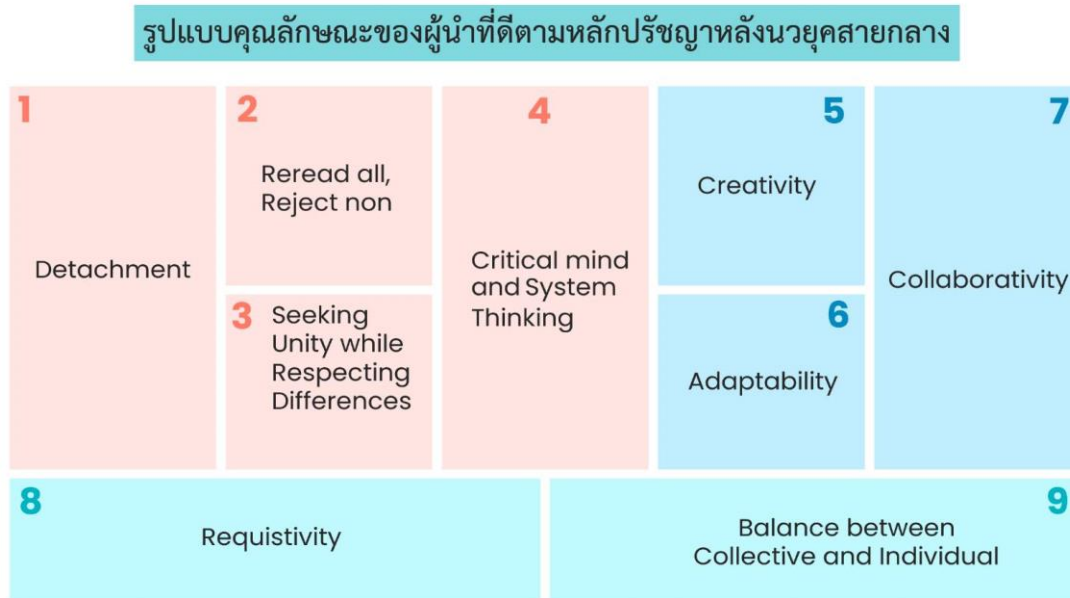 รูปแบบคุณลักษณะของผู้นำที่ดีตามหลักปรัชญาหลังนวยุคสายกลาง
1
Detachment
2
Reread all,
Reject non
3
Seeking
Unity while
Respecting
Differences
4
Critical mind
and System
Thinking
5
Creativity
6
Adaptability
7
Collaborativity
8
Requistivity
9
Balance between
Collective and Individual